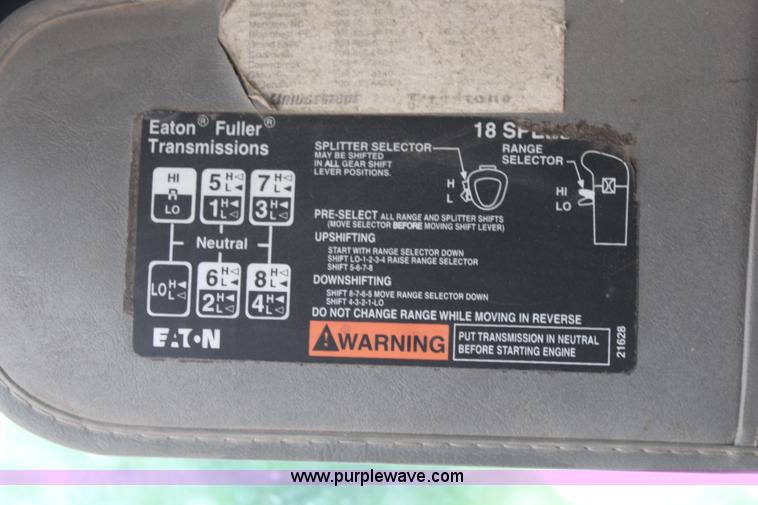 Eaton® Fuller®
Transmissions
18 SPEED
SPLITTER SELECTOR
MAY BE SHIFTED
IN ALL GEAR SHIFT
LEVER POSITIONS.
H
L
RANGE
SELECTOR
HI
LO
HI
R
LO
5 H L
1 H L
7 H L
3 H L
Neutral
LO H L
6 H L
2 H L
8 H L
4 H L
EATON
PRE-SELECT ALL RANGE AND SPLITTER SHIFTS
(MOVE SELECTOR BEFORE MOVING SHIFT LEVER)
UPSHIFTING
START WITH RANGE SELECTOR DOWN
SHIFT LO-1-2-3-4 RAISE RANGE SELECTOR
SHIFT 5-6-7-8
DOWNSHIFTING
SHIFT 8-7-6-5 MOVE RANGE SELECTOR DOWN
SHIFT 4-3-2-1-LO
DO NOT CHANGE RANGE WHILE MOVING IN REVERSE
WARNING
PUT TRANSMISSION IN NEUTRAL
BEFORE STARTING ENGINE
21628
www.purplewave.com